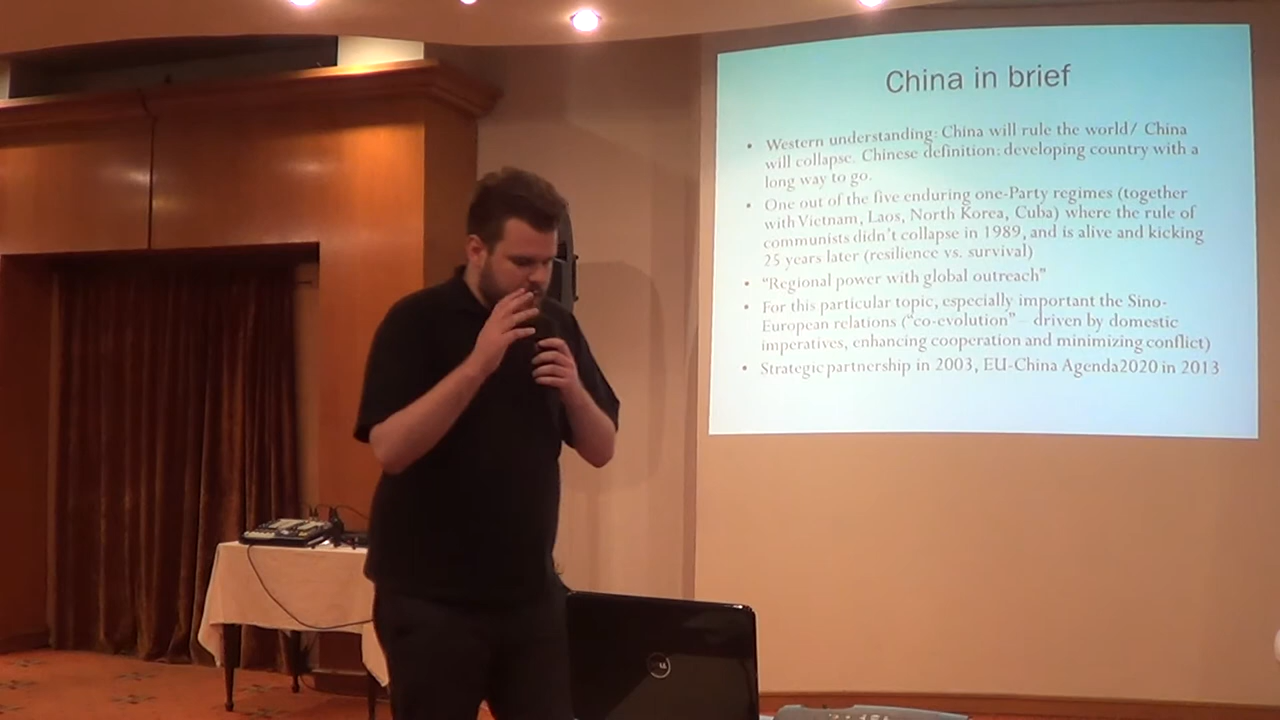 China in brief
• Western understanding: China will rule the world/ China
will collapse. Chinese definition: developing country with a
long way to go.
• One out of the five enduring one-Party regimes (together
with Vietnam, Laos, North Korea, Cuba) where the rule of
communists didn't collapse in 1989, and is alive and kicking
25 years later (resilience vs. survival)
• “Regional power with global outreach”
• For this particular topic, especially important the Sino-
European relations (“co-evolution” – driven by domestic
imperatives, enhancing cooperation and minimizing conflict)
• Strategic partnership in 2003, EU-China Agenda2020 in 2013
DELL